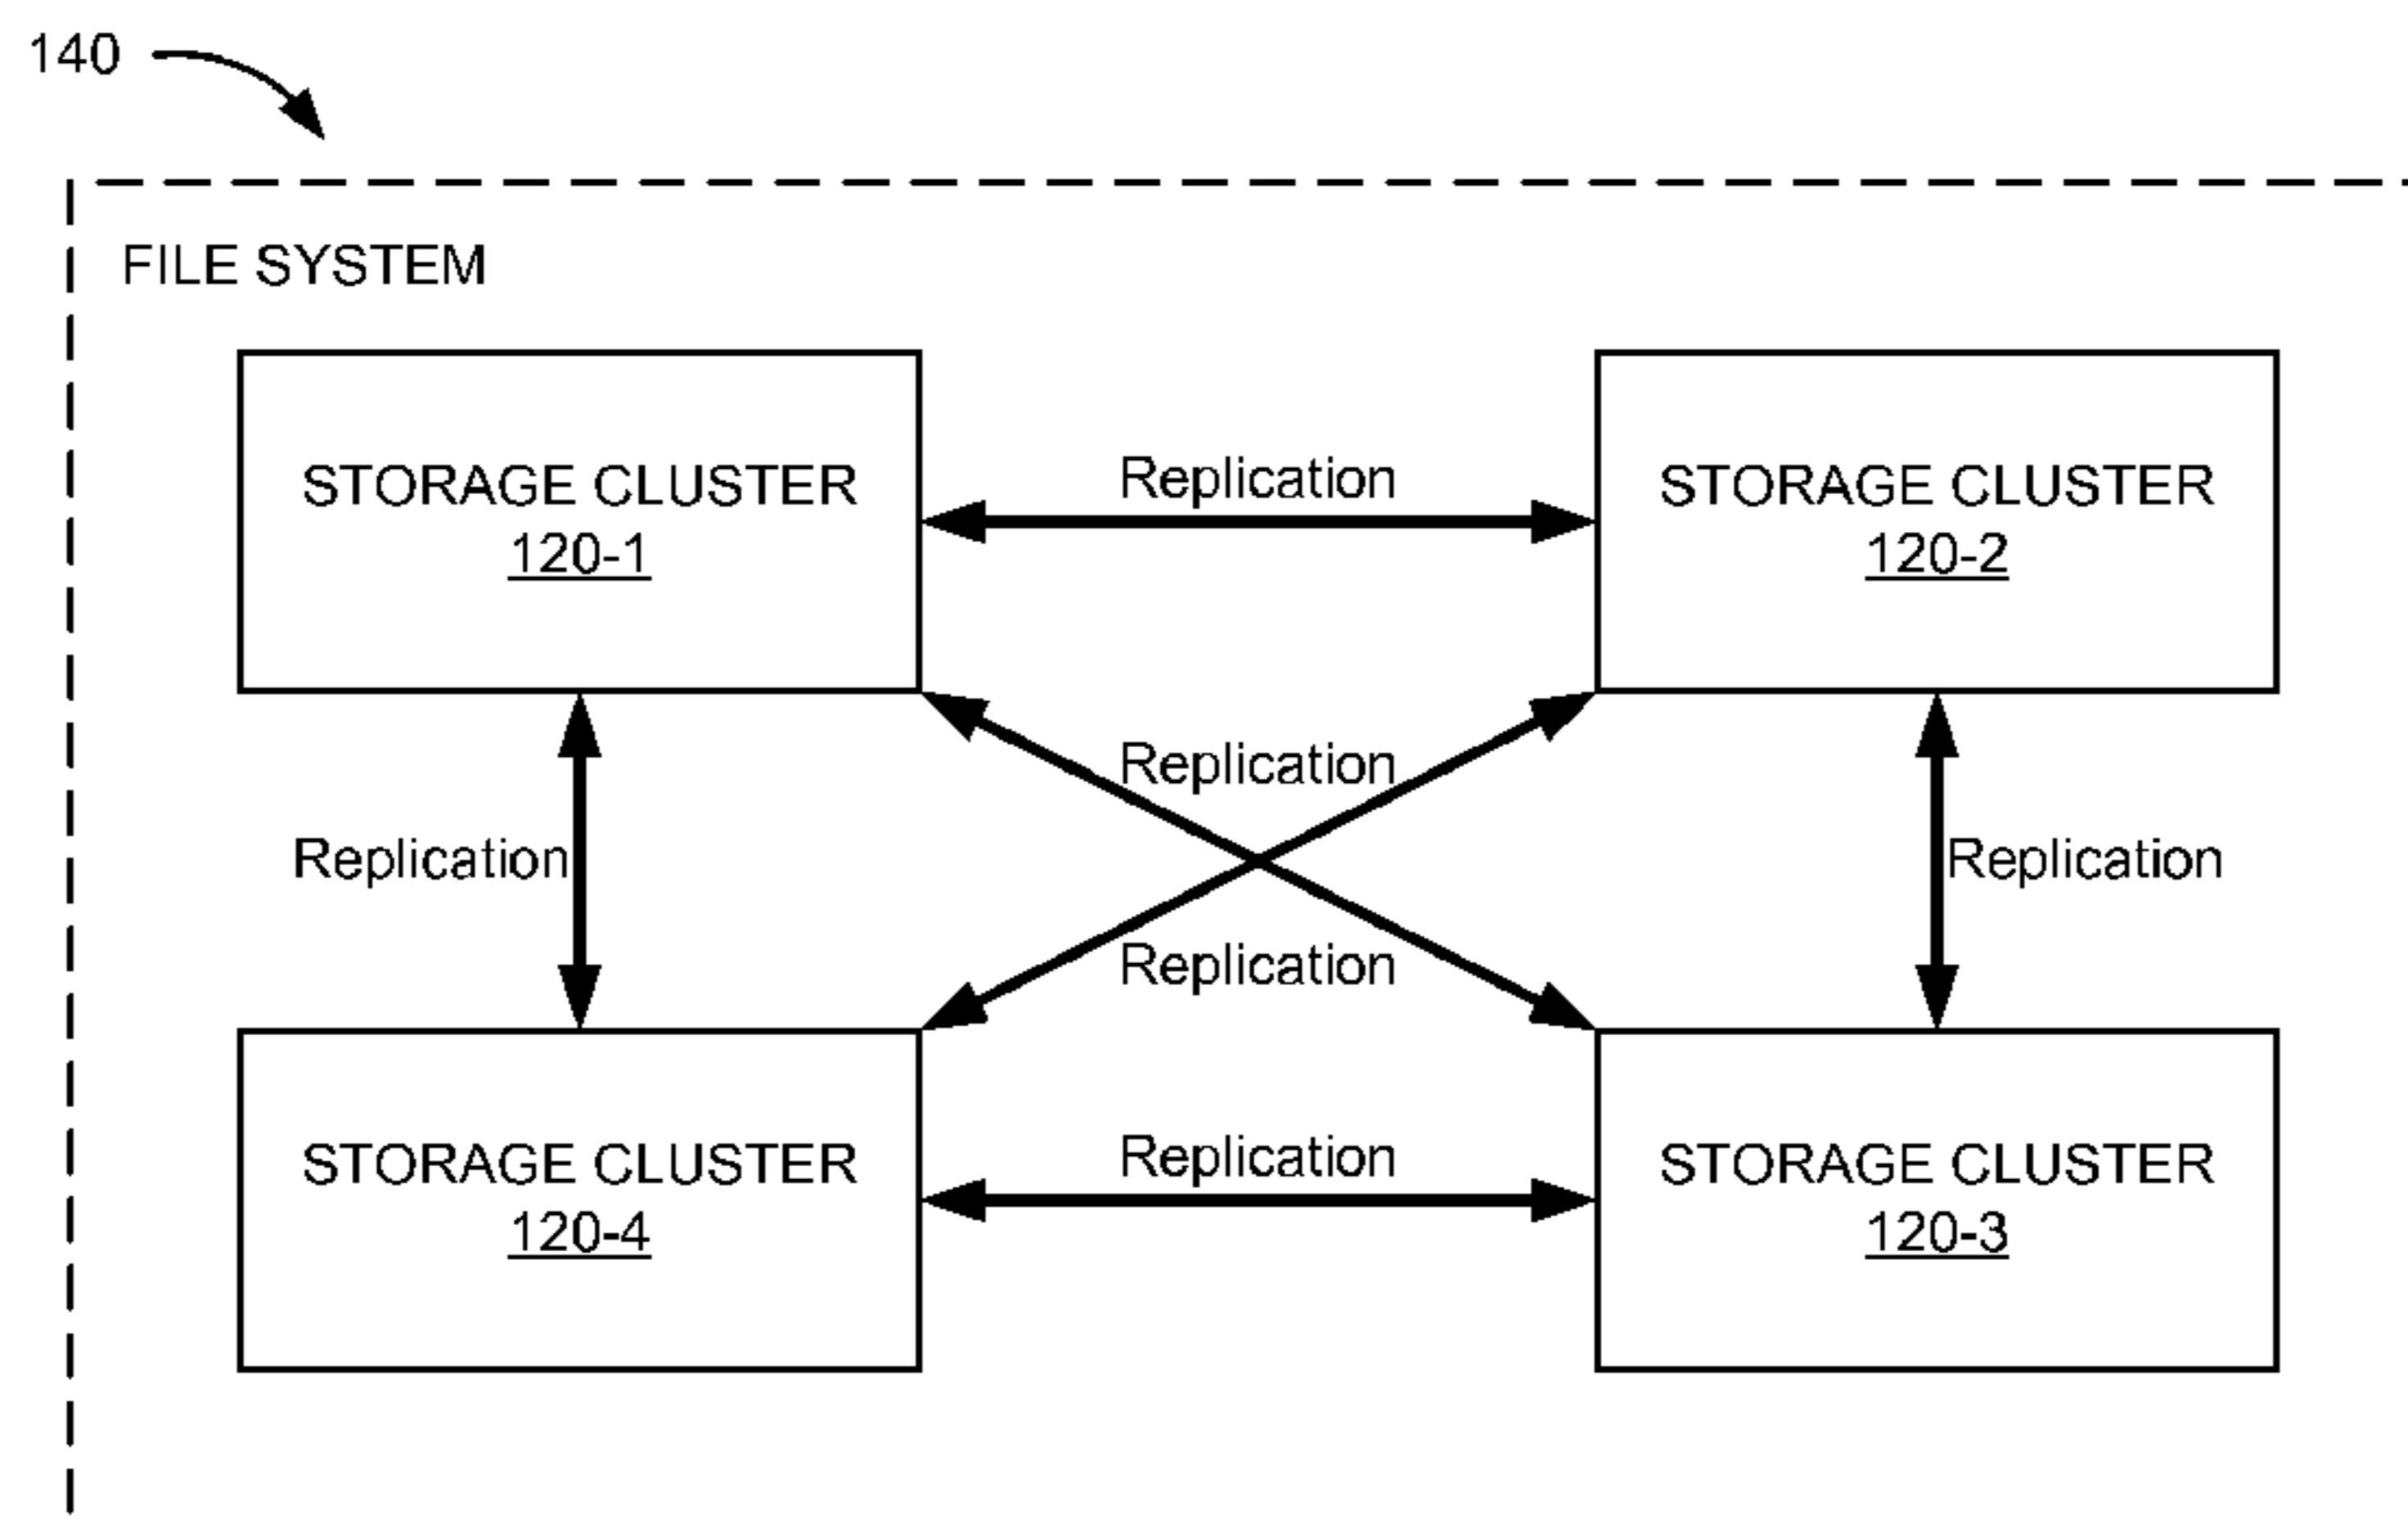 140
FILE SYSTEM
STORAGE CLUSTER
120-1
Replication
STORAGE CLUSTER
120-2
Replication
Replication
Replication
Replication
STORAGE CLUSTER
120-4
Replication
STORAGE CLUSTER
120-3